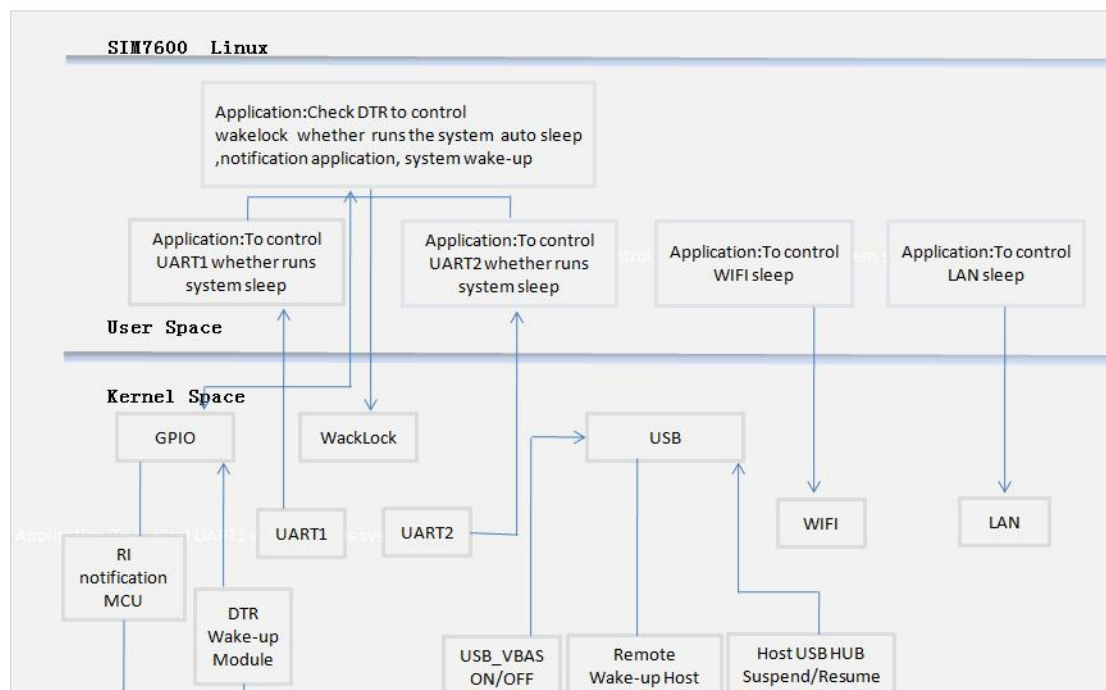 SIM7600 Linux
Application:Check DTR to control
wakelock whether runs the system auto sleep
,notification application, system wake-up
Application:To control
UART1 whether runs
system sleep
Application:To control
UART2 whether runs
system sleep
Application:To control
WIFI sleep
Application:To control
LAN sleep
User Space
Kernel Space
GPIO
WackLock
USB
UART1
UART2
WIFI
LAN
RI
notification
MCU
DTR
Wake-up
Module
USB_VBAS
ON/OFF
Remote
Wake-up Host
Host USB HUB
Suspend/Resume